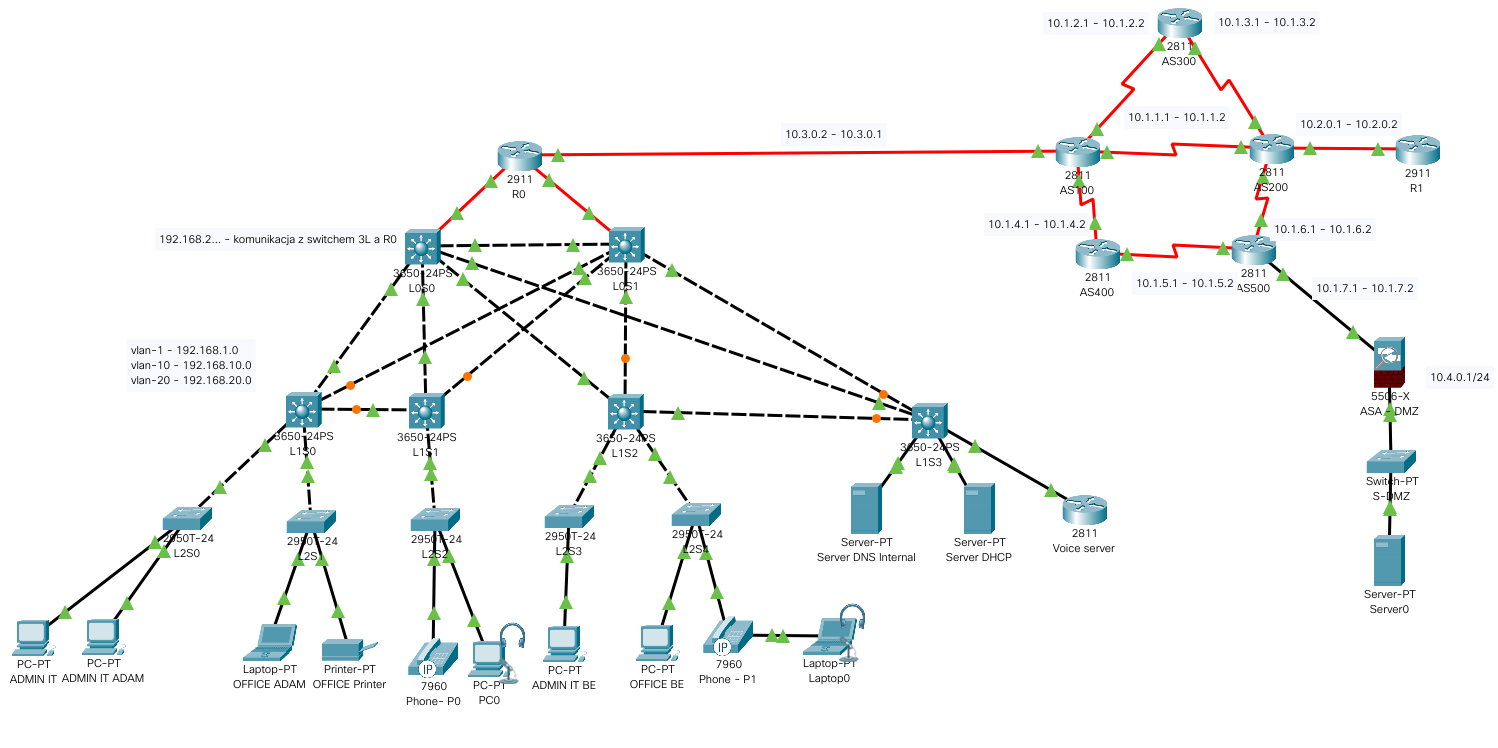 10.1.2.1 - 10.1.2.2
10.1.3.1 - 10.1.3.2
2811
AS300
10.3.0.2 - 10.3.0.1
10.1.1.1 - 10.1.1.2
10.2.0.1 - 10.2.0.2
2911
R0
2811
AS100
2811
AS200
2911
R1
192.168.2... - komunikacja z switchem 3L a R0
10.1.4.1 - 10.1.4.2
10.1.6.1 - 10.1.6.2
3650-24PS
L0S0
3650-24PS
L0S1
2811
AS400
10.1.5.1 - 10.1.5.2
2811
AS500
10.1.7.1 - 10.1.7.2
vlan-1 - 192.168.1.0
vlan-10 - 192.168.10.0
vlan-20 - 192.168.20.0
10.4.0.1/24
5506-X
ASA - DMZ
3650-24PS
L1S0
3650-24PS
L1S1
3650-24PS
L1S2
3650-24PS
L1S3
Switch-PT
S-DMZ
2950T-24
L2S0
2950T-24
L2S1
2950T-24
L2S2
2950T-24
L2S3
2950T-24
L2S4
Server-PT
Server DNS Internal
Server-PT
Server DHCP
2811
Voice server
Server-PT
Server0
PC-PT
ADMIN IT
PC-PT
ADMIN IT ADAM
Laptop-PT
OFFICE ADAM
Printer-PT
OFFICE Printer
IP
7960
Phone- P0
PC-PT
PC0
PC-PT
ADMIN IT BE
PC-PT
OFFICE BE
IP
7960
Phone - P1
Laptop-PT
Laptop0